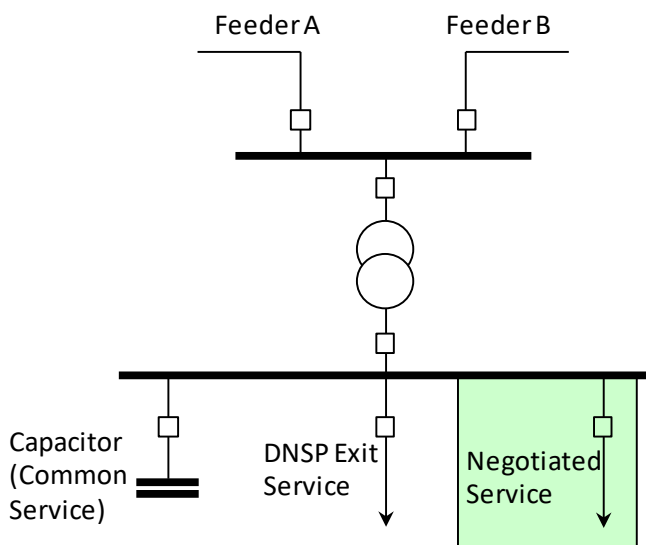 Feeder A
Feeder B
Capacitor
(Common
Service)
DNSP Exit
Service
Negotiated
Service